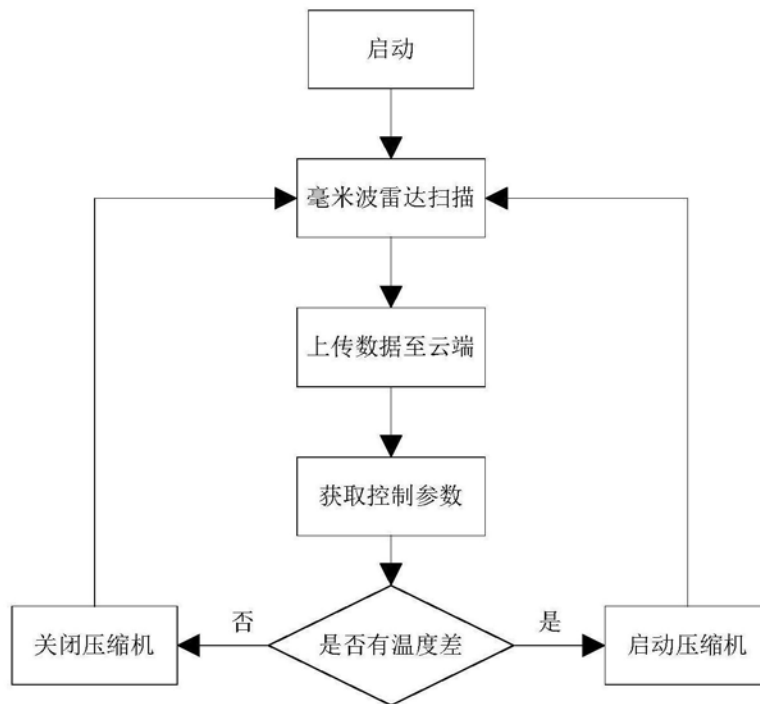 启动
毫米波雷达扫描
上传数据至云端
获取控制参数
否
是
关闭压缩机
是否有温度差
启动压缩机